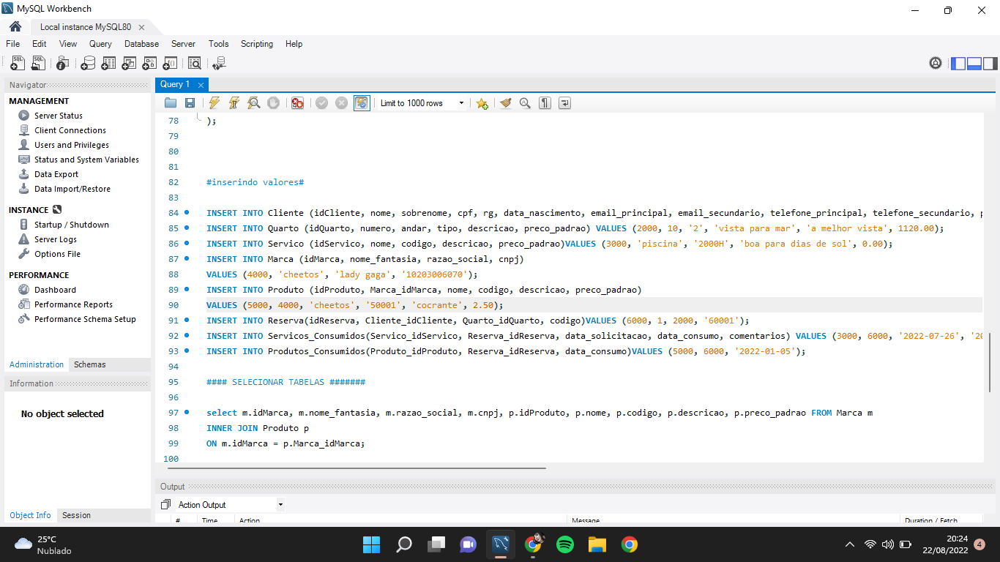 MySQL Workbench
Local instance MySQL80
File Edit View Query Database Server Tools Scripting Help
Navigator
MANAGEMENT
Server Status
Client Connections
Users and Privileges
Status and System Variables
Data Export
Data Import/Restore
INSTANCE
Startup / Shutdown
Server Logs
Options File
PERFORMANCE
Dashboard
Performance Reports
Performance Schema Setup
Administration Schemas
Information
No object selected
Object Info Session
Query 1
Limit to 1000 rows
78 );
79
80
81
82 #inserindo valores#
83
84 INSERT INTO Cliente (idCliente, nome, sobrenome, cpf, rg, data_nascimento, email_principal, email_secundario, telefone_principal, telefone_secundario,
85 INSERT INTO Quarto (idQuarto, numero, andar, tipo, descricao, preco_padrao) VALUES (2000, 10, '2', 'vista para mar', 'a melhor vista', 1120.00);
86 INSERT INTO Servico (idServico, nome, codigo, descricao, preco_padrao)VALUES (3000, 'piscina', '2000H', 'boa para dias de sol', 0.00);
87 INSERT INTO Marca (idMarca, nome_fantasia, razao_social, cnpj)
88 VALUES (4000, 'cheetos', 'lady gaga', '10203006070');
89 INSERT INTO Produto (idProduto, Marca_idMarca, nome, codigo, descricao, preco_padrao)
90 VALUES (5000, 4000, 'cheetos', '50001', 'cocrante', 2.50);
91 INSERT INTO Reserva(idReserva, Cliente_idCliente, Quarto_idQuarto, codigo)VALUES (6000, 1, 2000, '60001');
92 INSERT INTO Servicos_Consumidos(Servico_idServico, Reserva_idReserva, data_solicitacao, data_consumo, comentarios) VALUES (3000, 6000, '2022-07-26',
93 INSERT INTO Produtos_Consumidos(Produto_idProduto, Reserva_idReserva, data_consumo)VALUES (5000, 6000, '2022-01-05');
94
95 #### SELECIONAR TABELAS #######
96
97 select m.idMarca, m.nome_fantasia, m.razao_social, m.cnpj, p.idProduto, p.nome, p.codigo, p.descricao, p.preco_padrao FROM Marca m
98 INNER JOIN Produto p
99 ON m.idMarca = p.Marca_idMarca;
100
Output
Action Output
# Time Action Message Duration / Fetch
25°C
Nublado
20:24
22/08/2022
4